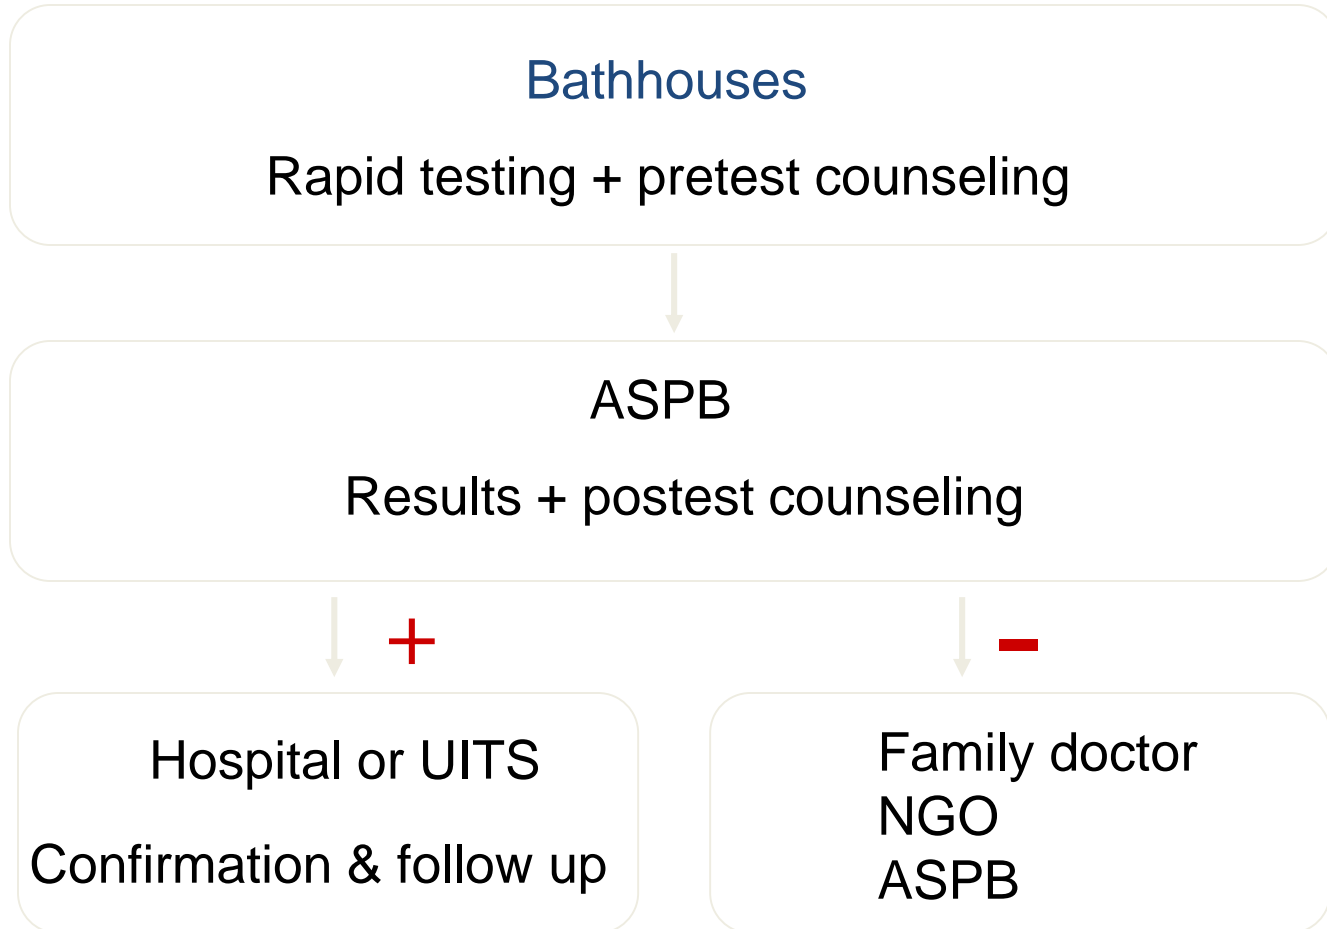 Bathhouses
Rapid testing + pretest counseling
ASPB
Results + postest counseling
+
-
Hospital or UITS
Confirmation & follow up
Family doctor
NGO
ASPB